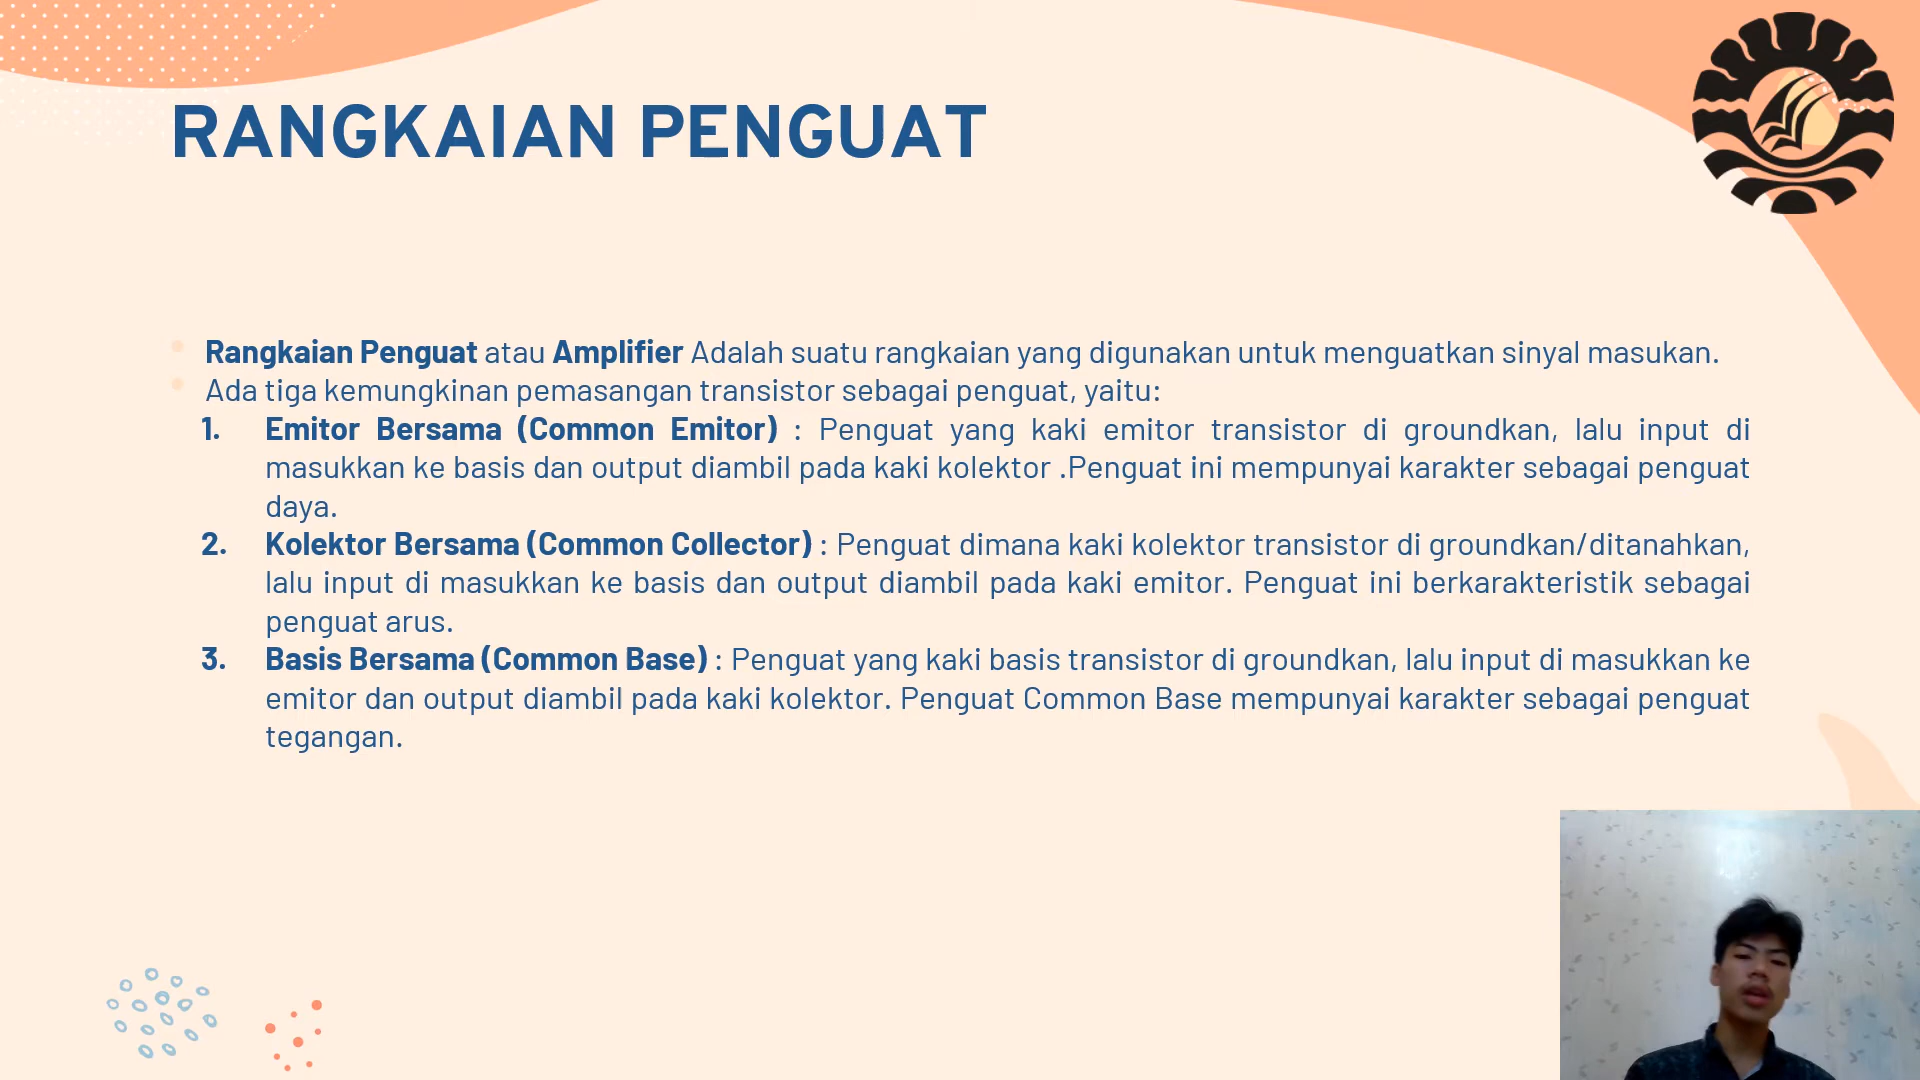 RANGKAIAN PENGUAT
Rangkaian Penguat atau Amplifier Adalah suatu rangkaian yang digunakan untuk menguatkan sinyal masukan.
Ada tiga kemungkinan pemasangan transistor sebagai penguat, yaitu:
1. Emitor Bersama (Common Emitor) : Penguat yang kaki emitor transistor di groundkan, lalu input di
masukkan ke basis dan output diambil pada kaki kolektor .Penguat ini mempunyai karakter sebagai penguat
daya.
2. Kolektor Bersama (Common Collector) : Penguat dimana kaki kolektor transistor di groundkan/ditanahkan,
lalu input di masukkan ke basis dan output diambil pada kaki emitor. Penguat ini berkarakteristik sebagai
penguat arus.
3. Basis Bersama (Common Base) : Penguat yang kaki basis transistor di groundkan, lalu input di masukkan ke
emitor dan output diambil pada kaki kolektor. Penguat Common Base mempunyai karakter sebagai penguat
tegangan.